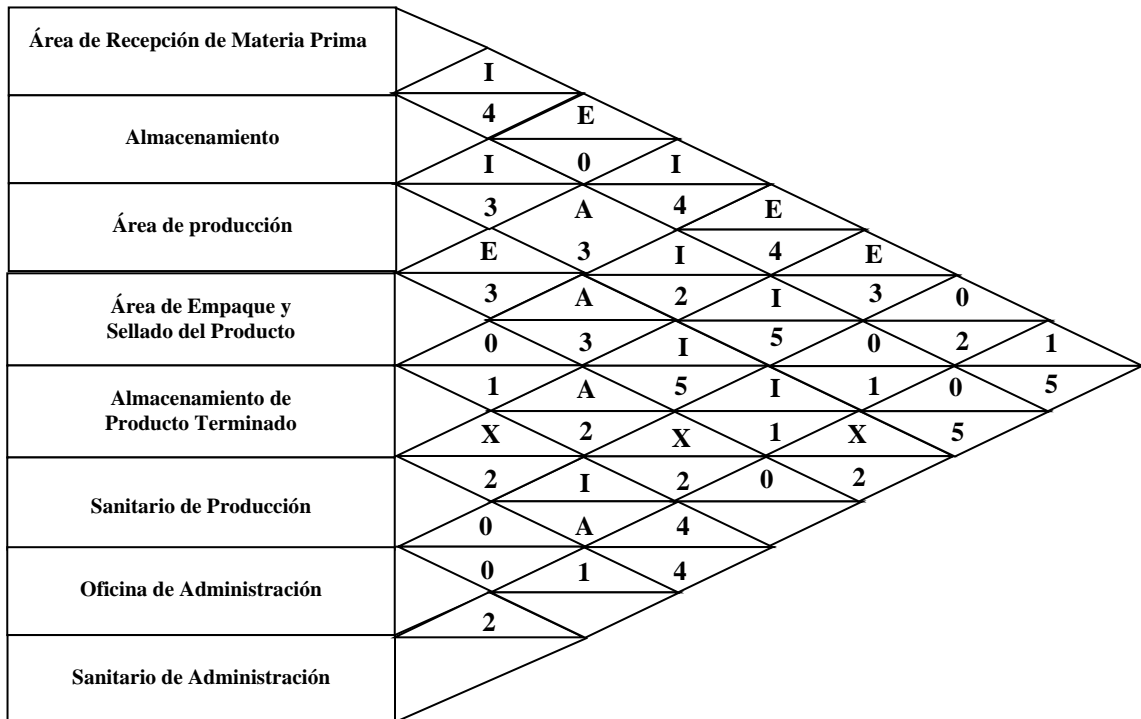 Área de Recepción de Materia Prima
I
4 E
Almacenamiento
I 0 I
3 A 4 E
Área de producción
E 3 I 4 E
3 A 2 I 3 0
Área de Empaque y
Sellado del Producto
0 3 I 5 0 2 1
1 A 5 I 1 0 5
Almacenamiento de
Producto Terminado
X 2 X 1 X 5
2 I 2 0 2
Sanitario de Producción
0 A 4
0 1 4
Oficina de Administración
2
Sanitario de Administración